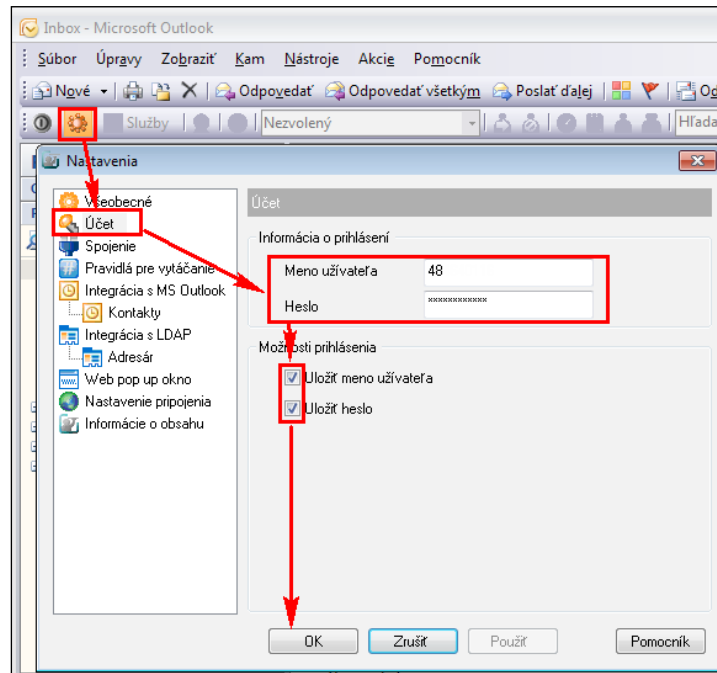 Inbox - Microsoft Outlook
Súbor Úpravy Zobraziť Kam Nástroje Akcie Pomocník
Nové Odpovedať Odpovedať všetkým Poslať ďalej
Služby Nezvolený
Nastavenia
Všeobecné
Účet
Spojenie
Pravidlá pre vytáčanie
Integrácia s MS Outlook
Kontakty
Integrácia s LDAP
Adresár
Web pop up okno
Nastavenie pripojenia
Informácie o obsahu
Účet
Informácia o prihlásení
Meno užívateľa 48
Heslo ************
Možnosti prihlásenia
Uložiť meno užívateľa
Uložiť heslo
OK Zrušiť Použiť Pomocník